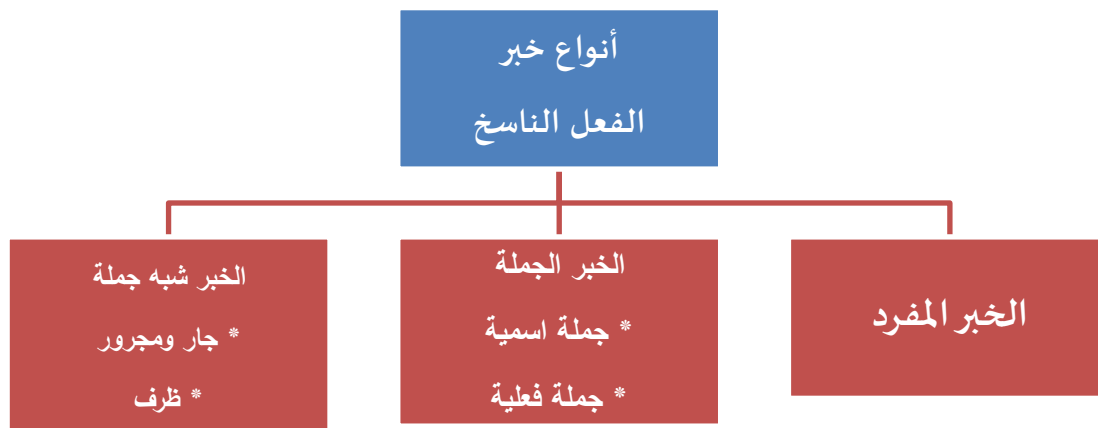 أنواع خبر
الفعل الناسخ
الخبر المفرد
الخبر الجملة
* جملة اسمية
* جملة فعلية
الخبر شبه جملة
* جار ومجرور
* ظرف